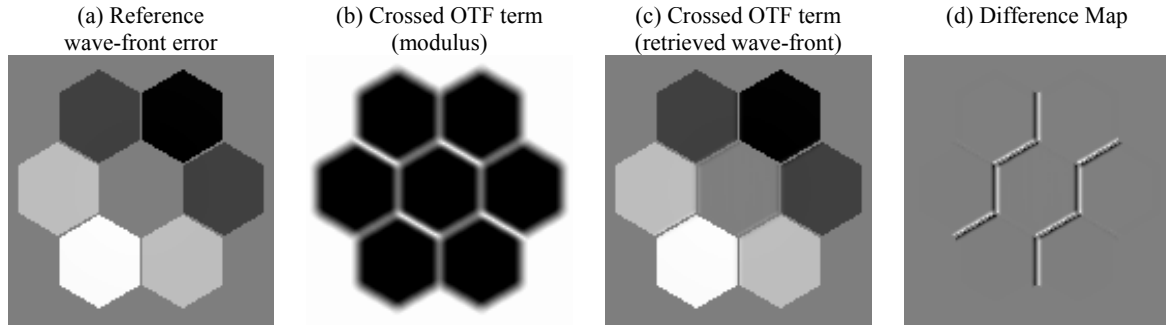 (a) Reference
wave-front error
(b) Crossed OTF term
(modulus)
(c) Crossed OTF term
(retrieved wave-front)
(d) Difference Map